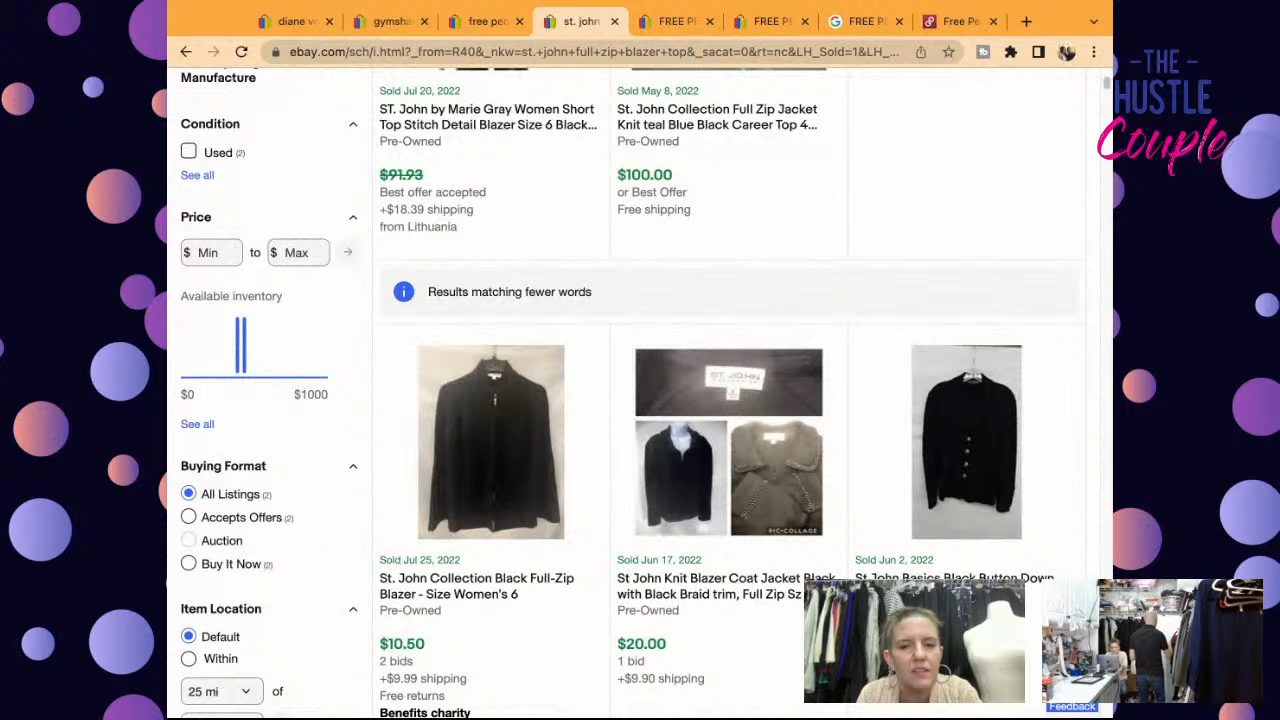 diane v
gymsha
free peo
st. john
FREE PE
FREE PE
FREE PE
Free Pe
ebay.com/sch/i.html?_from=R40&_nkw=st.+john+full+zip+blazer+top&_sacat=0&rt=nc&LH_Sold=1&LH_...
-THE-
HUSTLE
Couple
Manufacture
Condition
Used (2)
See all
Price
$ Min to $ Max
Available inventory
$0 $1000
See all
Buying Format
All Listings (2)
Accepts Offers (2)
Auction
Buy It Now (2)
Item Location
Default
Within
25 mi of
Sold Jul 20, 2022
ST. John by Marie Gray Women Short
Top Stitch Detail Blazer Size 6 Black...
Pre-Owned
$91.93
Best offer accepted
+$18.39 shipping
from Lithuania
Sold May 8, 2022
St. John Collection Full Zip Jacket
Knit teal Blue Black Career Top 4...
Pre-Owned
$100.00
or Best Offer
Free shipping
Results matching fewer words
Sold Jul 25, 2022
St. John Collection Black Full-Zip
Blazer - Size Women's 6
Pre-Owned
$10.50
2 bids
+$9.99 shipping
Free returns
Benefits charity
ST. JOHN
PIC•COLLAGE
Sold Jun 17, 2022
St John Knit Blazer Coat Jacket Black
with Black Braid trim, Full Zip Sz
Pre-Owned
$20.00
1 bid
+$9.90 shipping
Sold Jun 2, 2022
St John Basics Black Button Down
Feedback